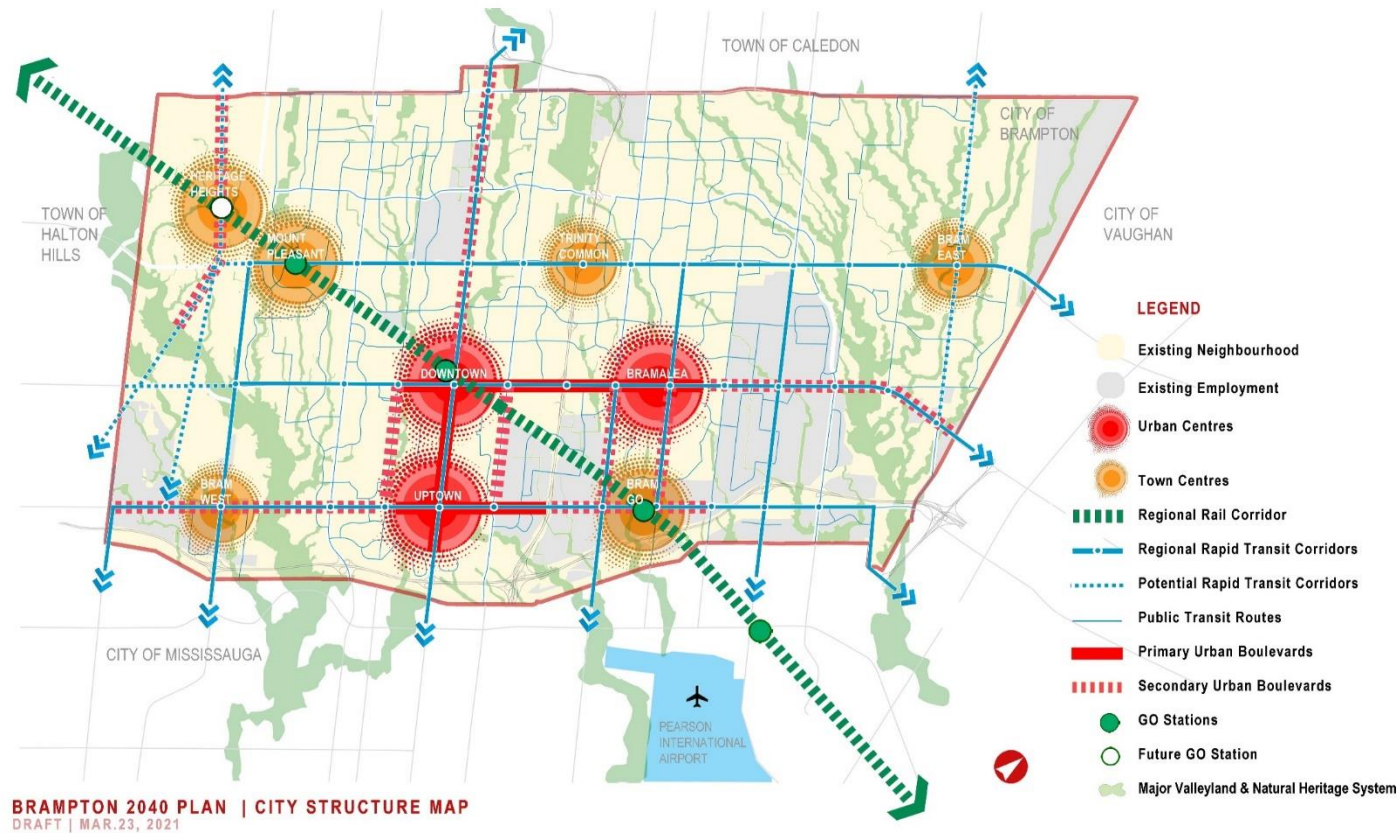 TOWN OF CALEDON
CITY OF
BRAMPTON
HERITAGE
HEIGHTS
TOWN OF
HALTON
HILLS
MOUNT
PLEASANT
TRINITY
COMMON
BRAM
EAST
CITY OF
VAUGHAN
DOWNTOWN
BRAMALEA
BRAM
WEST
UPTOWN
BRAM
GO
CITY OF MISSISSAUGA
PEARSON
INTERNATIONAL
AIRPORT
LEGEND
Existing Neighbourhood
Existing Employment
Urban Centres
Town Centres
Regional Rail Corridor
Regional Rapid Transit Corridors
Potential Rapid Transit Corridors
Public Transit Routes
Primary Urban Boulevards
Secondary Urban Boulevards
GO Stations
Future GO Station
Major Valleyland & Natural Heritage System
BRAMPTON 2040 PLAN | CITY STRUCTURE MAP
DRAFT | MAR.23, 2021